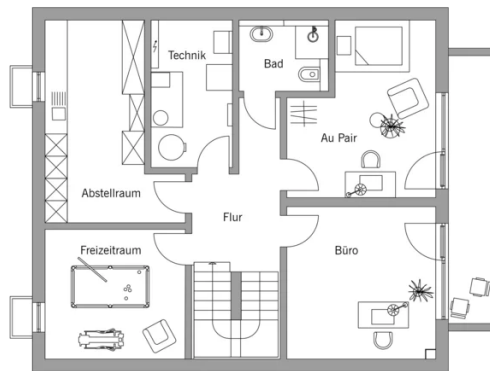 Technik
Bad
Au Pair
Abstellraum
Flur
Freizeitraum
Büro